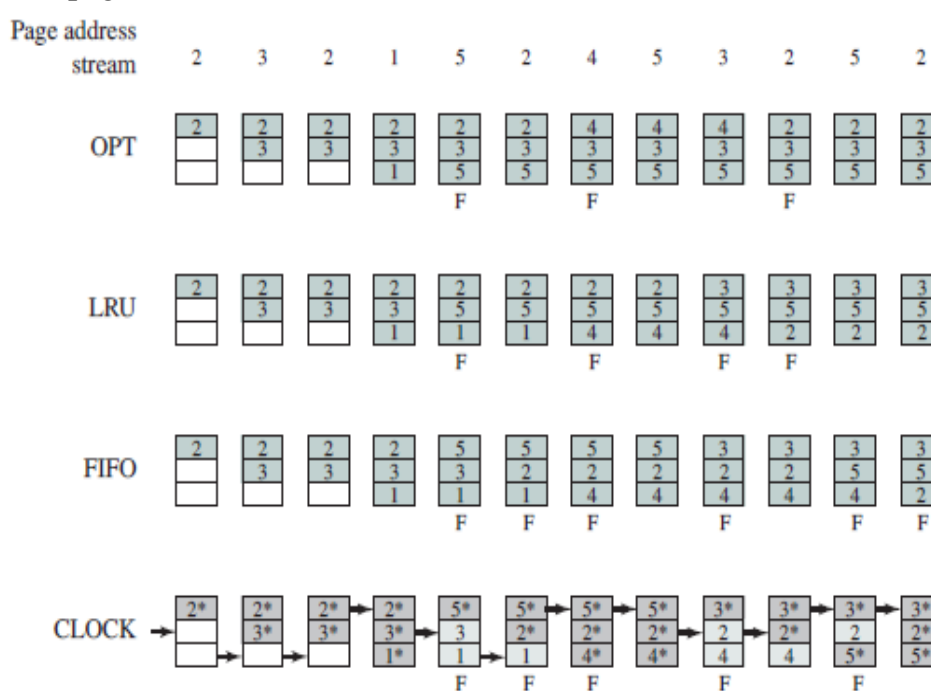 Page address
stream 2 3 2 1 5 2 4 5 3 2 5 2
2 2 2 2 2 2 4 4 4 2 2 2
OPT 3 3 3 3 3 3 3 3 3 3 3
1 5 5 5 5 5 5 5 5
F F F
2 2 2 2 2 2 2 2 3 3 3 3
LRU 3 3 3 5 5 5 5 5 5 5 5
1 1 1 4 4 4 2 2 2
F F F F
2 2 2 2 5 5 5 5 3 3 3 3
FIFO 3 3 3 3 2 2 2 2 2 5 5
1 1 1 4 4 4 4 4 2
F F F F F F
2* 2* 2* 2* 5* 5* 5* 5* 3* 3* 3* 3*
CLOCK 3* 3* 3* 3 2* 2* 2* 2 2* 2 2*
1* 1 1 4* 4* 4 4 5* 5*
F F F F F